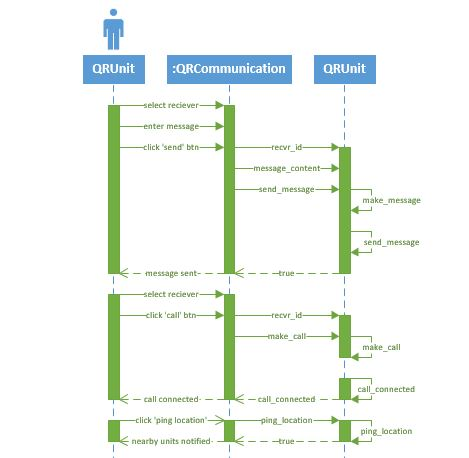 QRUnit :QRCommunication QRUnit
select reciever
enter message
click 'send' btn recvr_id
message_content
send_message
make_message
send_message
message sent true
select reciever
click 'call' btn recvr_id
make_call
make_call
call_connected
call connected call_connected
click 'ping location' ping_location
ping_location
nearby units notified true